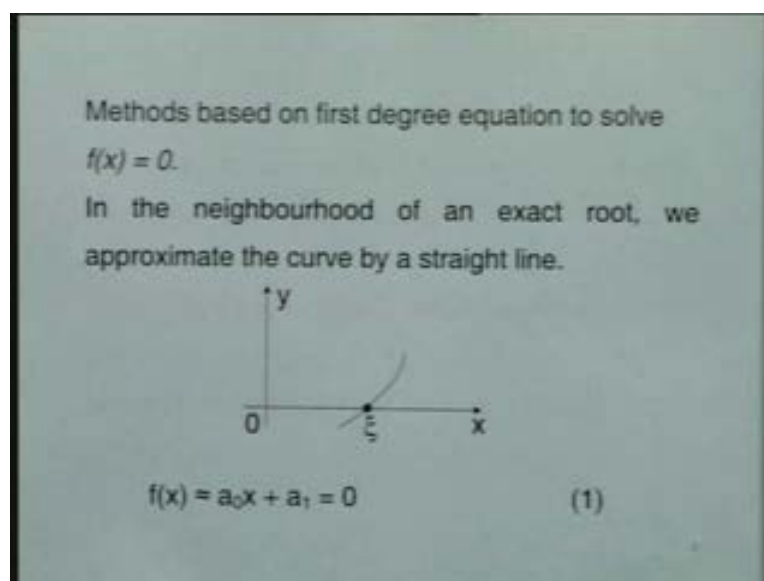 Methods based on first degree equation to solve
f(x) = 0.
In the neighbourhood of an exact root, we
approximate the curve by a straight line.
y
0 ξ x
f(x) ≈ a₀x + a₁ = 0 (1)